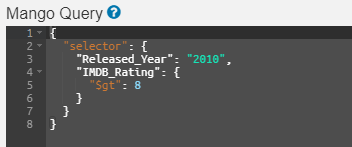 Mango Query ?
1 {
2 "selector": {
3 "Released_Year": "2010",
4 "IMDB_Rating": {
5 "$gt": 8
6 }
7 }
8 }